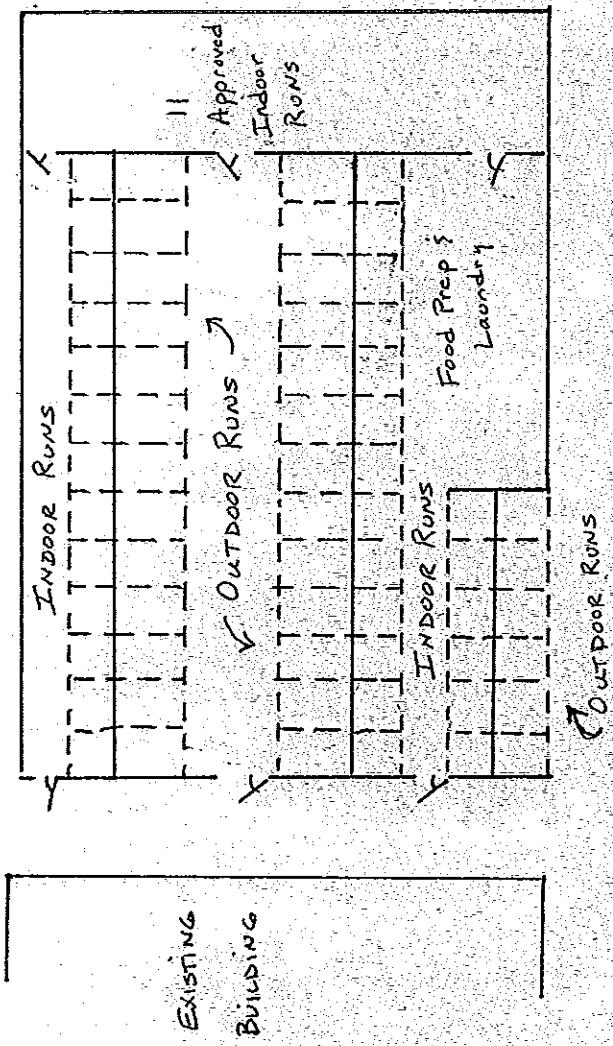 INDOOR RUNS
EXISTING
BUILDING
OUTDOOR RUNS
11
Approved
Indoor
RUNS
INDOOR RUNS
Food Prep &
Laundry
OUTDOOR RUNS